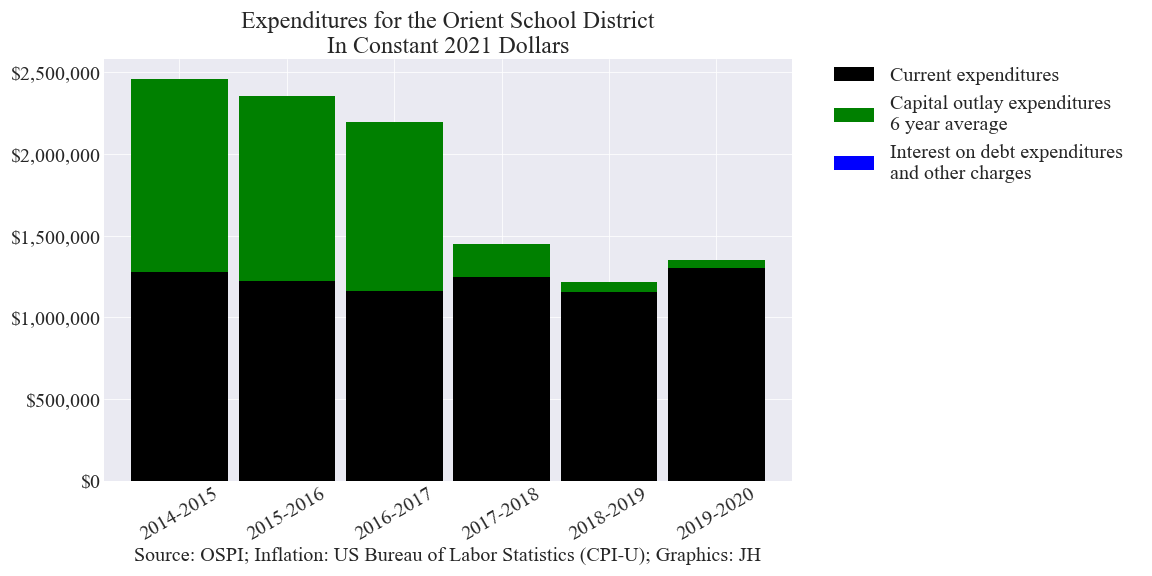 Expenditures for the Orient School District
In Constant 2021 Dollars
$2,500,000
$2,000,000
$1,500,000
$1,000,000
$500,000
$0
2014-2015
2015-2016
2016-2017
2017-2018
2018-2019
2019-2020
Source: OSPI; Inflation: US Bureau of Labor Statistics (CPI-U); Graphics: JH
Current expenditures
Capital outlay expenditures
6 year average
Interest on debt expenditures
and other charges